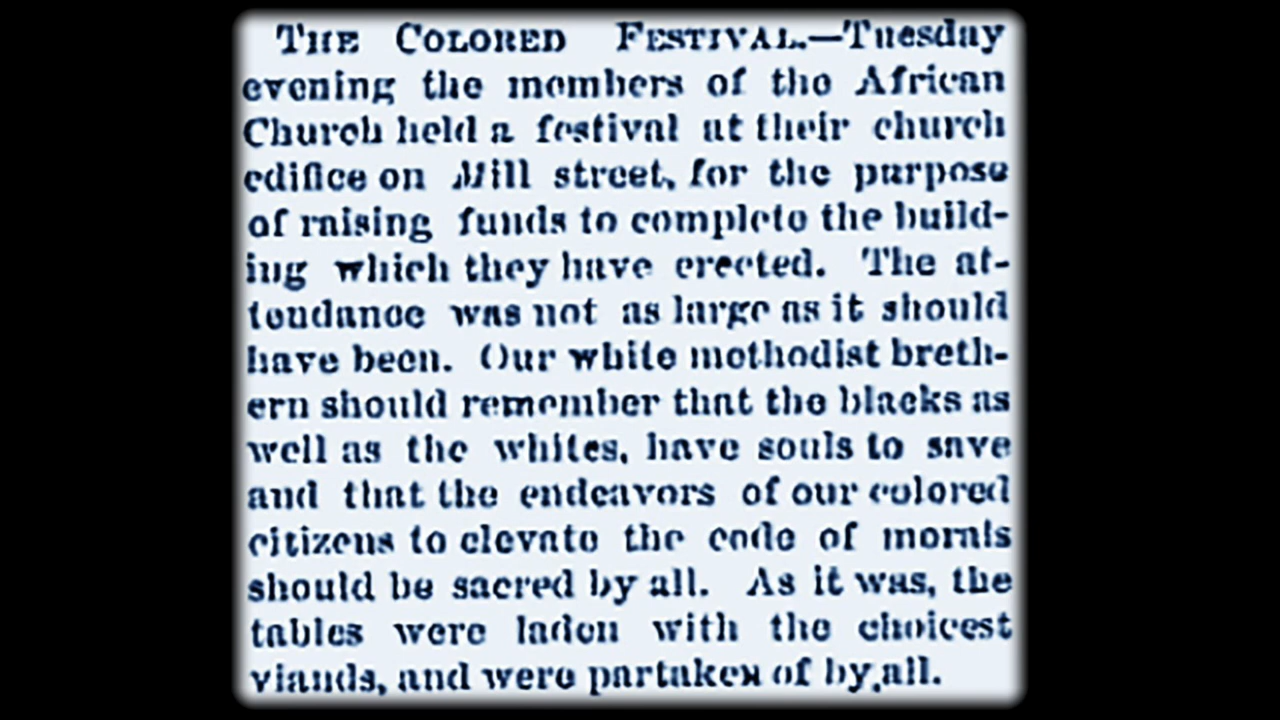 THE COLORED FESTIVAL.—Tuesday
evening the members of the African
Church held a festival at their church
edifice on Mill street, for the purpose
of raising funds to complete the build-
ing which they have erected. The at-
tendance was not as large as it should
have been. Our white methodist breth-
ern should remember that the blacks as
well as the whites, have souls to save
and that the endeavors of our colored
citizens to elevate the code of morals
should be sacred by all. As it was, the
tables were laden with the choicest
viands, and were partaken of by,all.